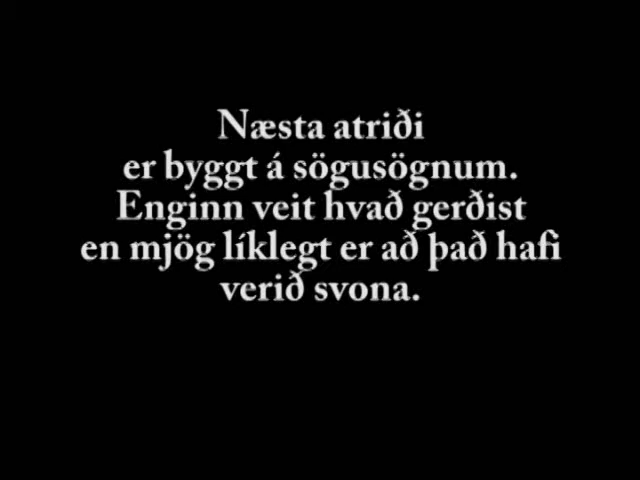 Næsta atriði
er byggt á sögusögnum.
Enginn veit hvað gerðist
en mjög líklegt er að það hafi
verið svona.